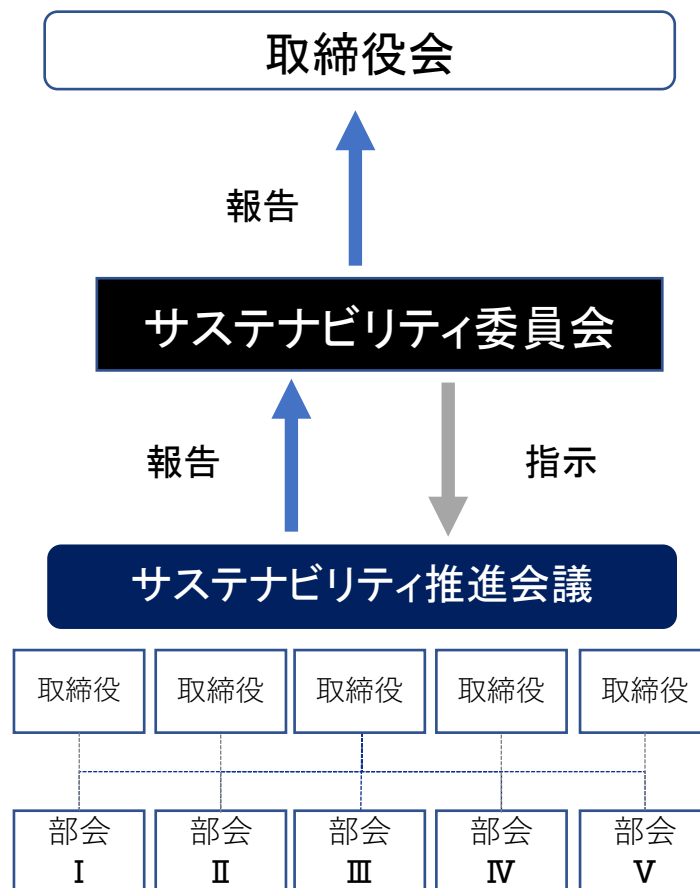 取締役会
報告
サステナビリティ委員会
報告
指示
サステナビリティ推進会議
取締役
取締役
取締役
取締役
取締役
部会
Ⅰ
部会
Ⅱ
部会
Ⅲ
部会
Ⅳ
部会
Ⅴ